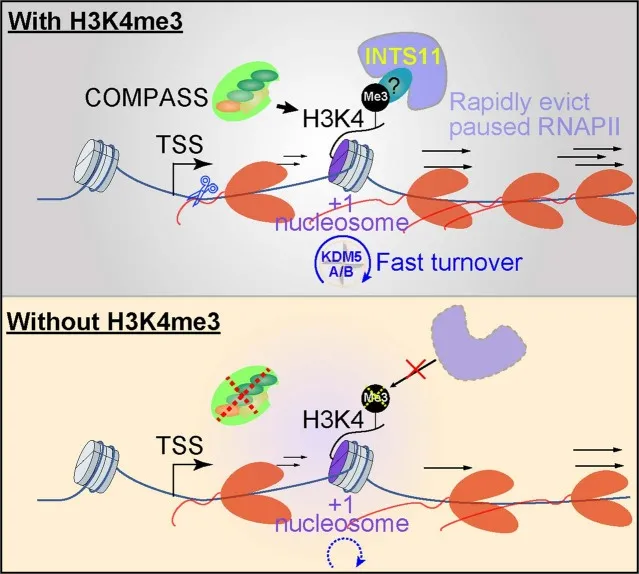 With H3K4me3
INTS11
?
COMPASS
Me3
H3K4
Rapidly evict
paused RNAPII
TSS
+1
nucleosome
KDM5
A/B
Fast turnover
Without H3K4me3
Me3
H3K4
TSS
+1
nucleosome